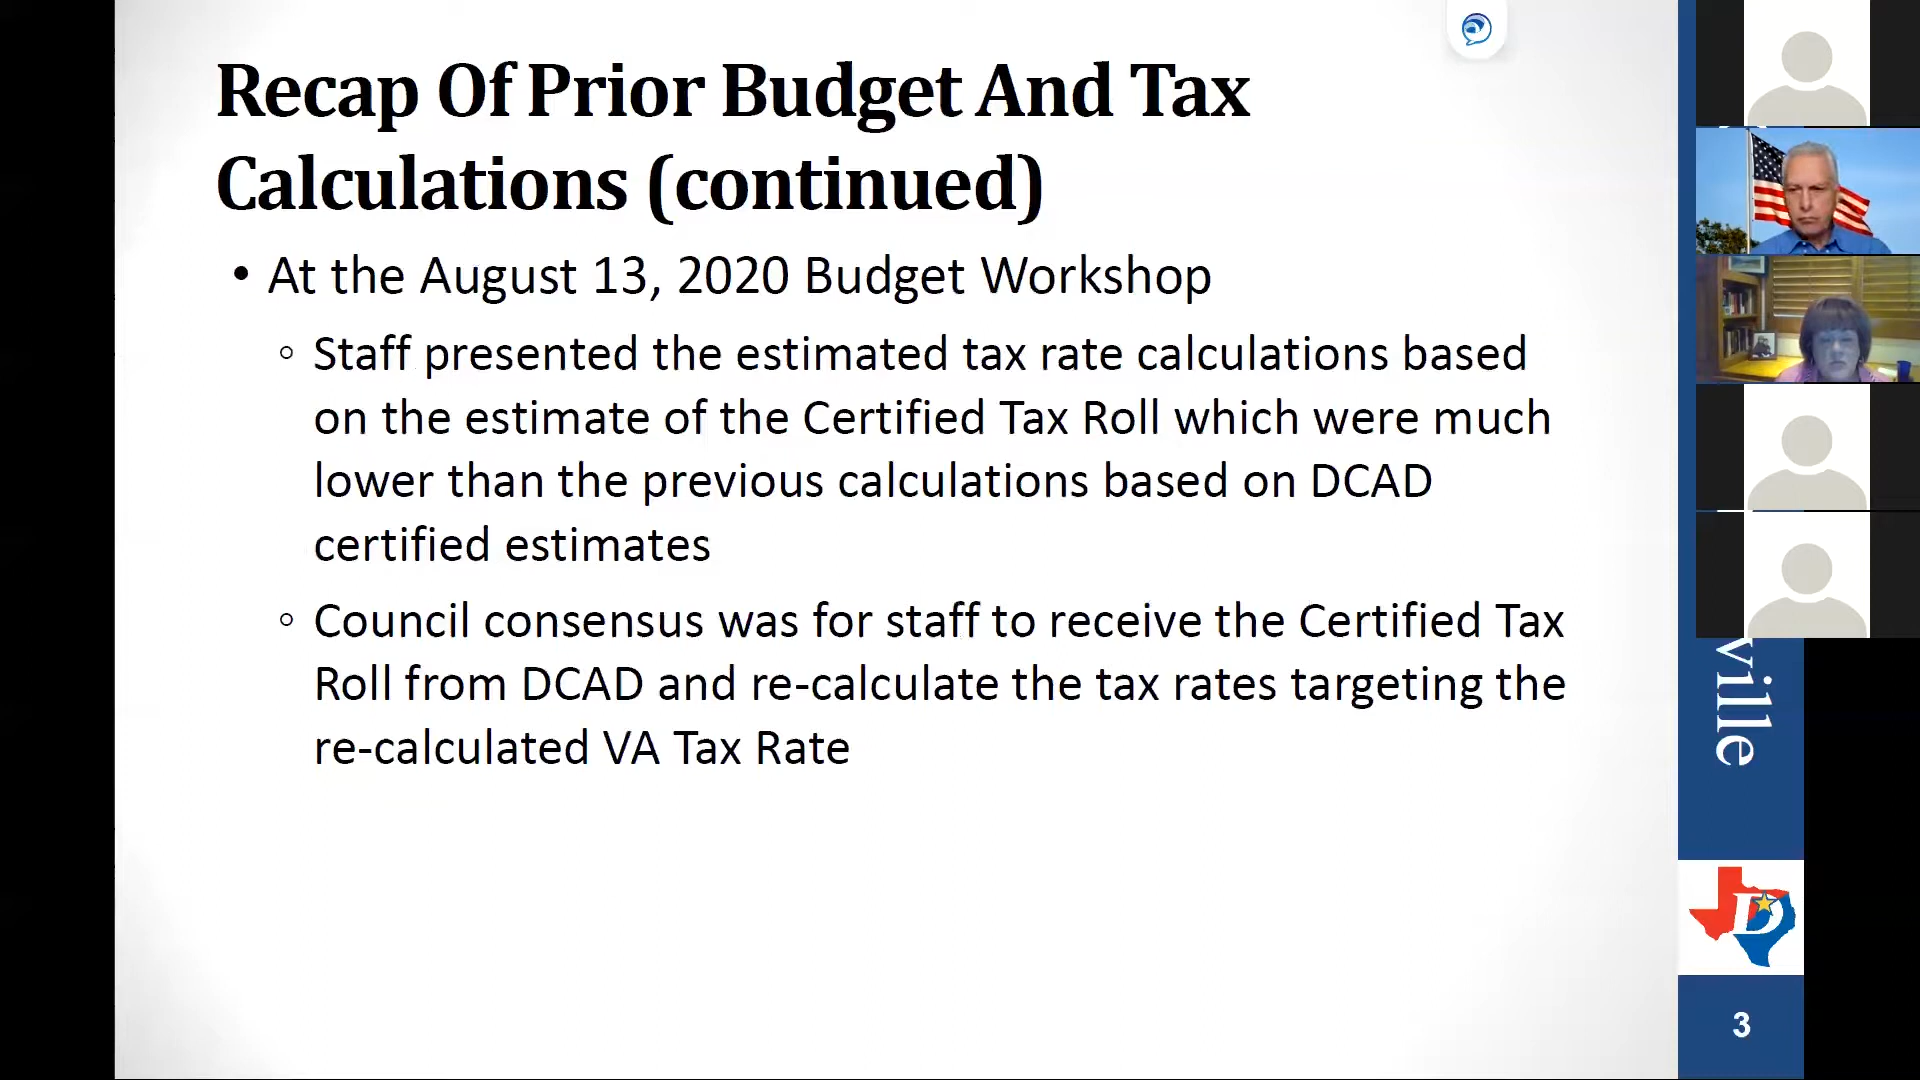 Recap Of Prior Budget And Tax
Calculations (continued)
• At the August 13, 2020 Budget Workshop
◦ Staff presented the estimated tax rate calculations based
on the estimate of the Certified Tax Roll which were much
lower than the previous calculations based on DCAD
certified estimates
◦ Council consensus was for staff to receive the Certified Tax
Roll from DCAD and re-calculate the tax rates targeting the
re-calculated VA Tax Rate
ville
D
3